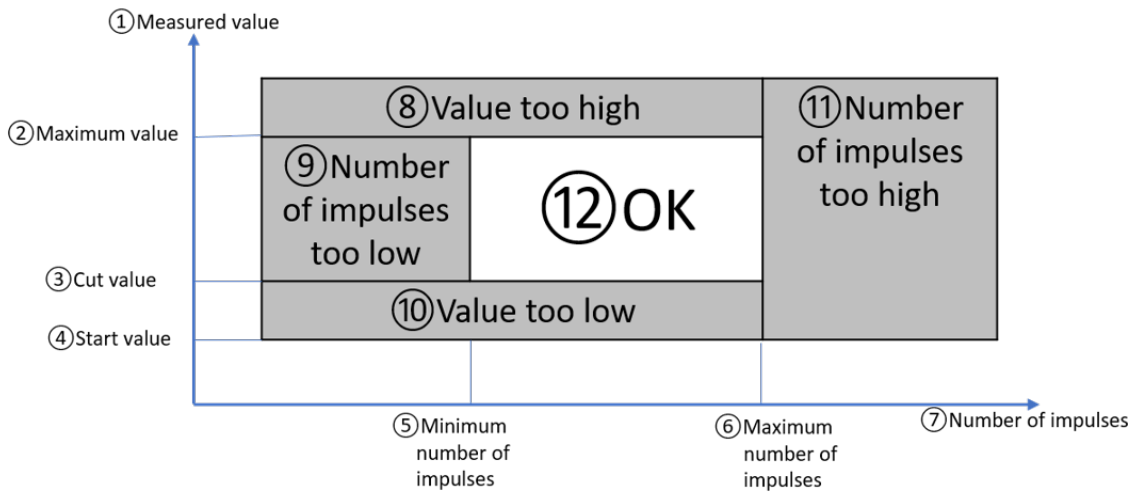 ①Measured value
②Maximum value
③Cut value
④Start value
⑧Value too high
⑨Number
of impulses
too low
⑫OK
⑩Value too low
⑪Number
of impulses
too high
⑤Minimum
number of
impulses
⑥Maximum
number of
impulses
⑦Number of impulses